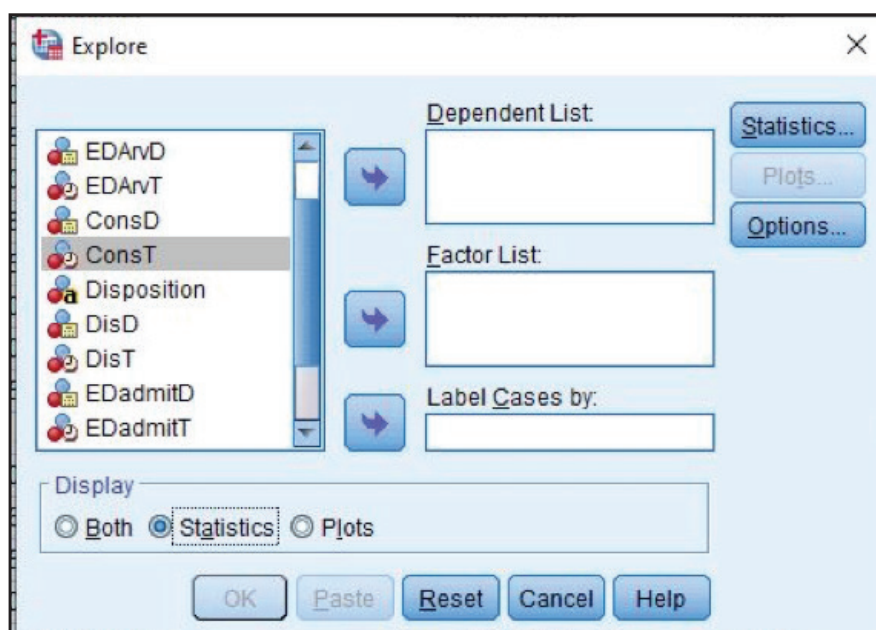 Explore
Dependent List:
Statistics...
Plots...
Options...
EDArvD
EDArvT
ConsD
ConsT
Disposition
DisD
DisT
EDadmitD
EDadmitT
Factor List:
Label Cases by:
Display
Both Statistics Plots
OK Paste Reset Cancel Help